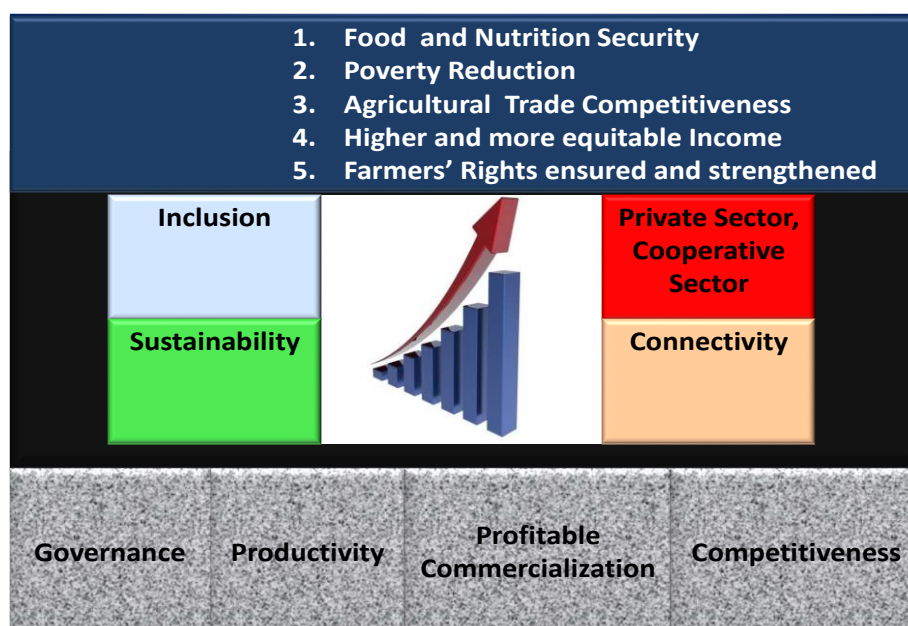 1. Food and Nutrition Security
2. Poverty Reduction
3. Agricultural Trade Competitiveness
4. Higher and more equitable Income
5. Farmers’ Rights ensured and strengthened
Inclusion
Private Sector,
Cooperative
Sector
Sustainability
Connectivity
Governance
Productivity
Profitable
Commercialization
Competitiveness